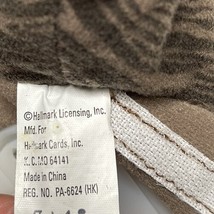 ©Hallmark Licensing, Inc.
Mfd. For
Hallmark Cards, Inc.
K.C. MO 64141
Made in China
REG. NO. PA-6624 (HK)